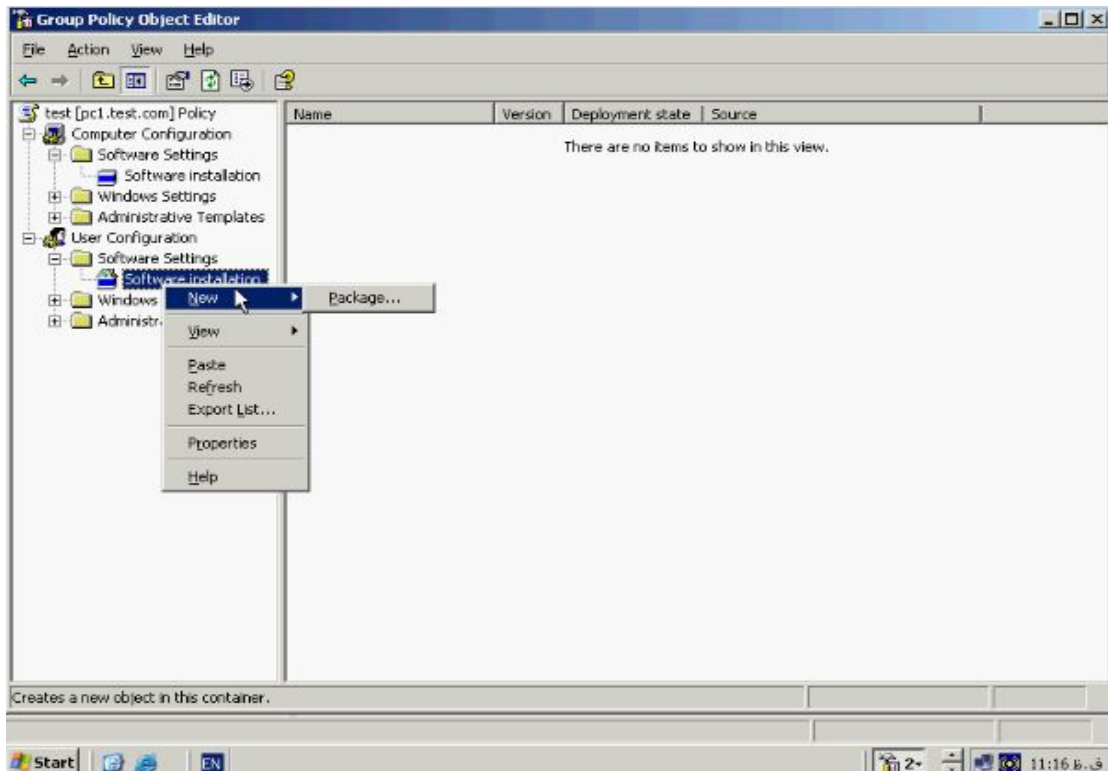 Group Policy Object Editor
File Action View Help
test [pc1.test.com] Policy
Computer Configuration
Software Settings
Software installation
Windows Settings
Administrative Templates
User Configuration
Software Settings
Software installation
Windows
Administr
Name Version Deployment state Source
There are no items to show in this view.
New
Package...
View
Paste
Refresh
Export List...
Properties
Help
Creates a new object in this container.
Start EN 2 11:16 ق.ظ